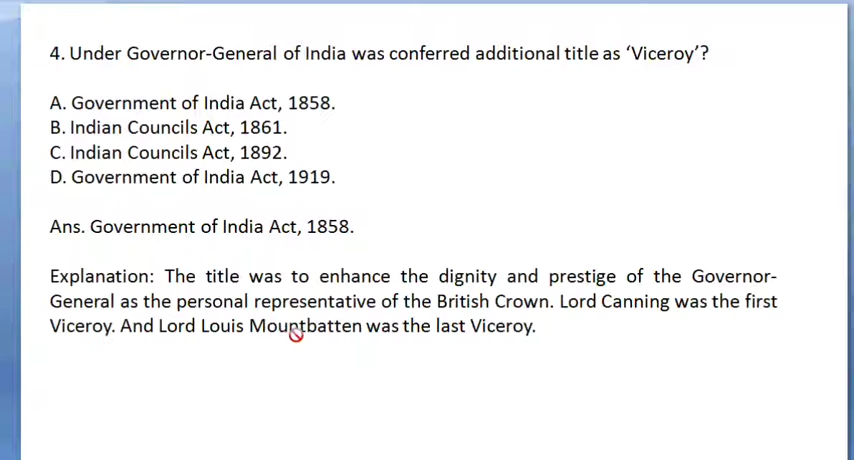 4. Under Governor-General of India was conferred additional title as ‘Viceroy’?
A. Government of India Act, 1858.
B. Indian Councils Act, 1861.
C. Indian Councils Act, 1892.
D. Government of India Act, 1919.
Ans. Government of India Act, 1858.
Explanation: The title was to enhance the dignity and prestige of the Governor-
General as the personal representative of the British Crown. Lord Canning was the first
Viceroy. And Lord Louis Mountbatten was the last Viceroy.